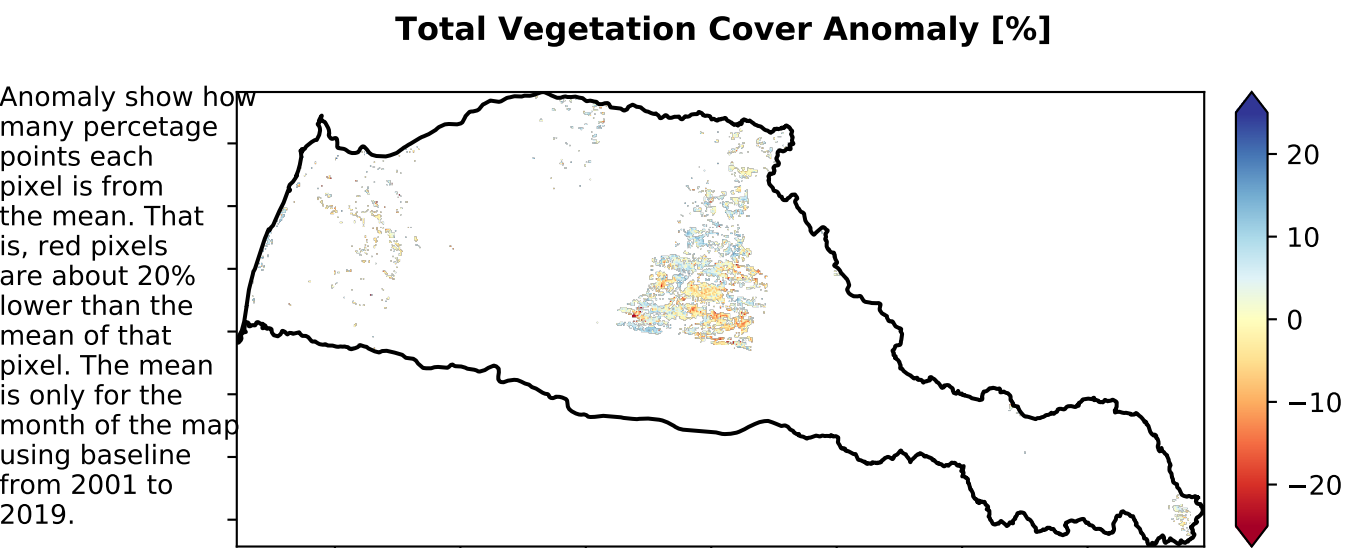 Total Vegetation Cover Anomaly [%]
Anomaly show how
many percetage
points each
pixel is from
the mean. That
is, red pixels
are about 20%
lower than the
mean of that
pixel. The mean
is only for the
month of the map
using baseline
from 2001 to
2019.
20
10
0
−10
−20